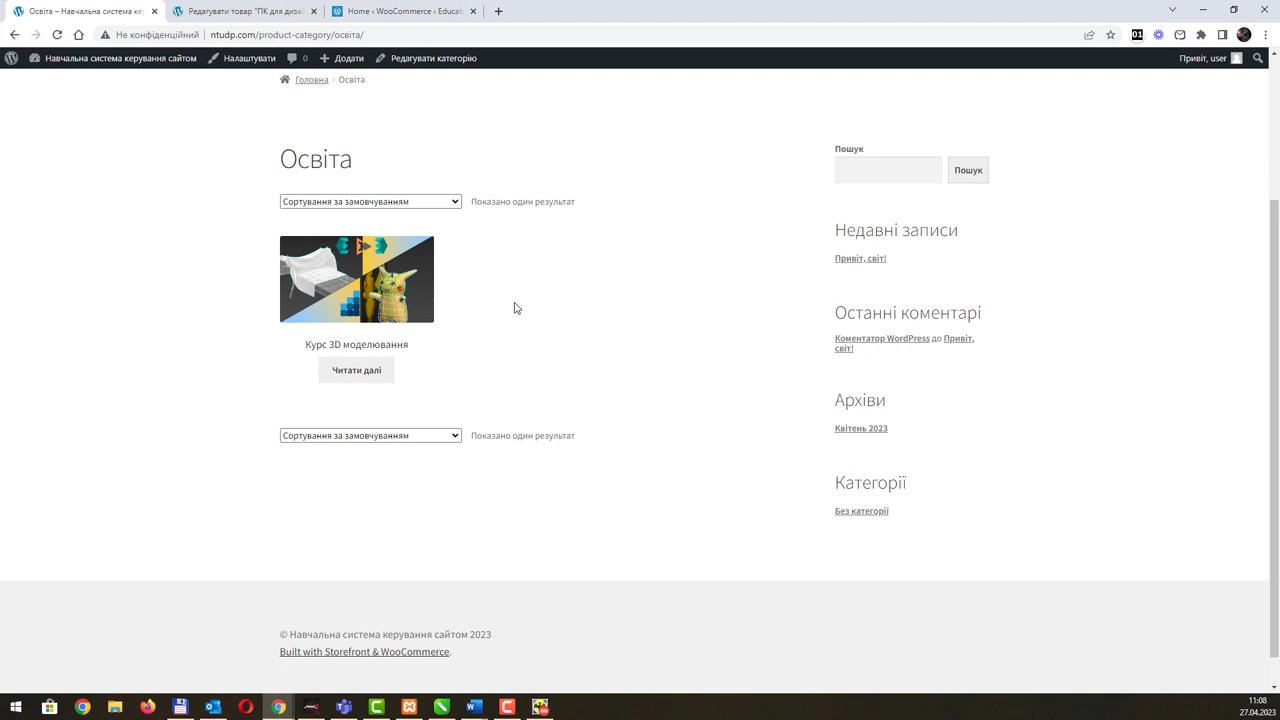 Освіта – Навчальна система кер
Редагувати товар "ПК для дизай
Home ‹ WooCommerce ‹ Educat
Не конфіденційний
ntudp.com/product-category/освіта/
Навчальна система керування сайтом
Налаштувати
0
Додати
Редагувати категорію
Привіт, user
Головна
Освіта
Освіта
Сортування за замовчуванням
Показано один результат
Курс 3D моделювання
Читати далі
Сортування за замовчуванням
Показано один результат
Пошук
Пошук
Недавні записи
Привіт, світ!
Останні коментарі
Коментатор WordPress до Привіт,
світ!
Архіви
Квітень 2023
Категорії
Без категорії
© Навчальна система керування сайтом 2023
Built with Storefront & WooCommerce.
11:08
27.04.2023